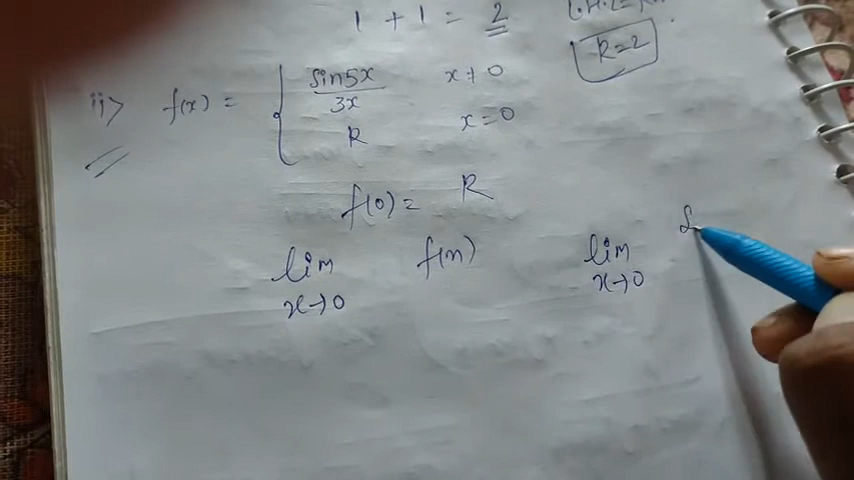 1 + 1 = 2
R=2
ii> f(x) = { sin5x / 3x x≠0
R x=0
f(0) = R
lim x→0 f(n) lim x→0